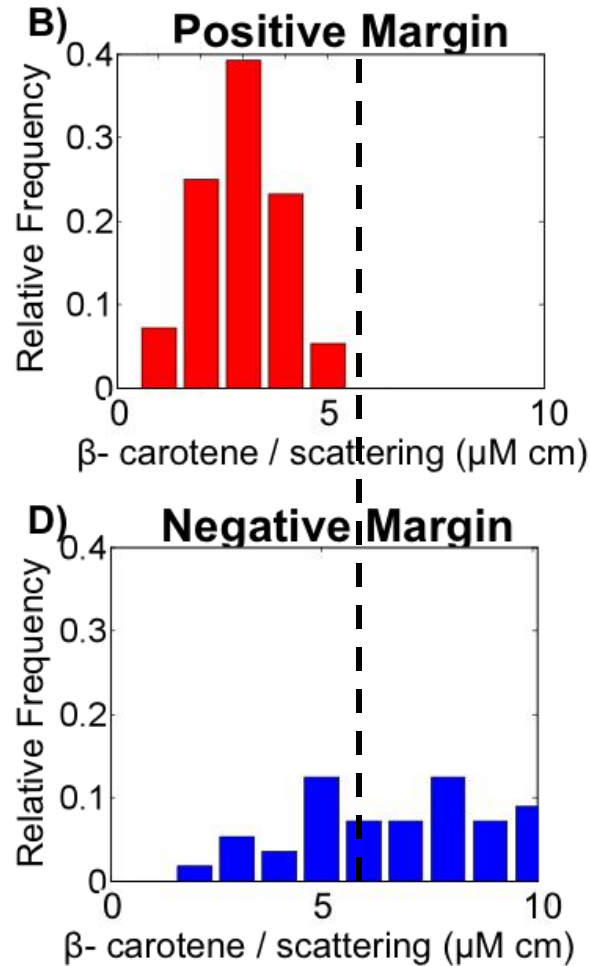 B)
Positive Margin
Relative Frequency
0.4
0.3
0.2
0.1
0
0
5
10
β- carotene / scattering (μM cm)
D)
Negative Margin
Relative Frequency
0.4
0.3
0.2
0.1
0
0
5
10
β- carotene / scattering (μM cm)